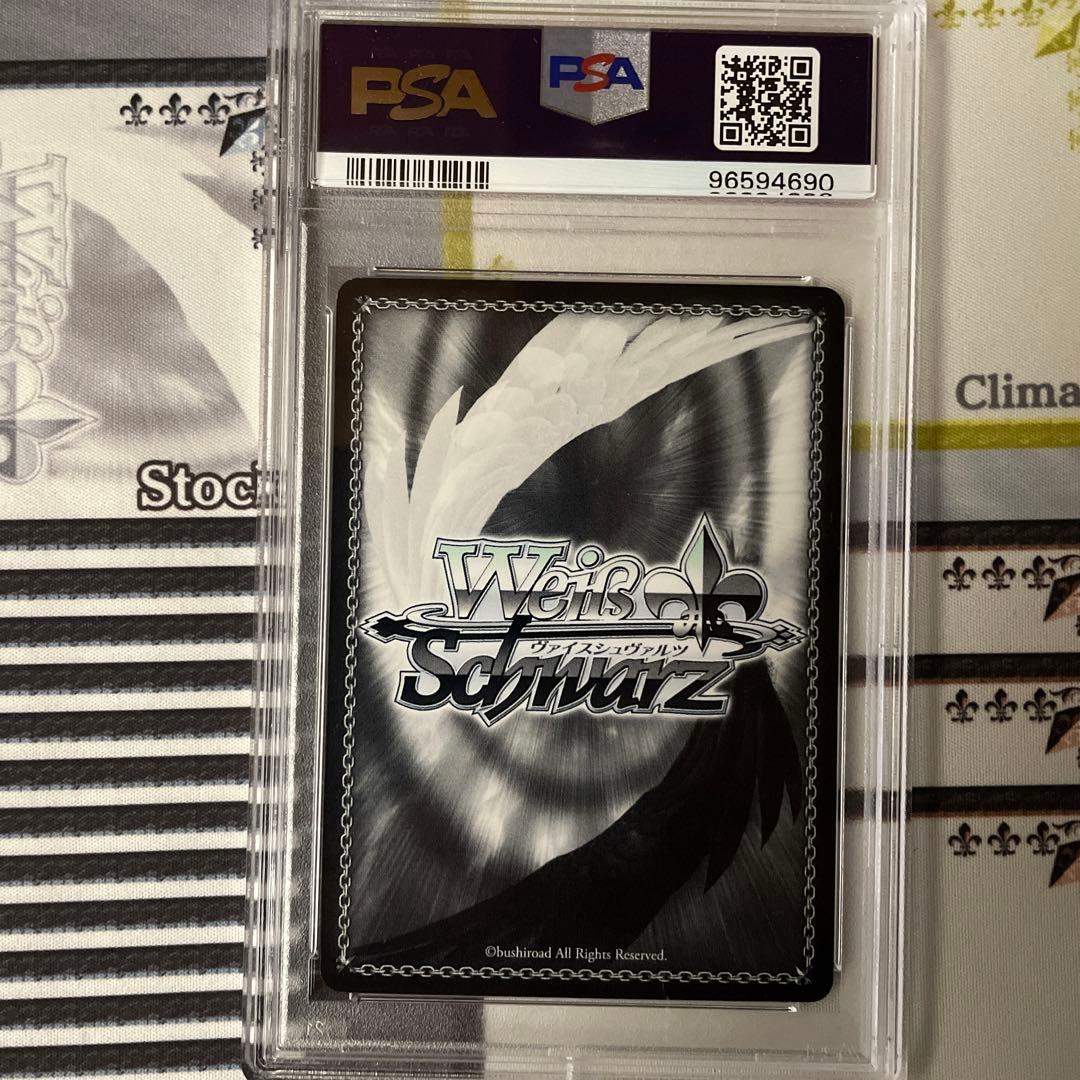 PSA
PSA
96594690
Stock
Clima
Weiß
ヴァイスシュヴァルツ
Schwarz
©bushiroad All Rights Reserved.